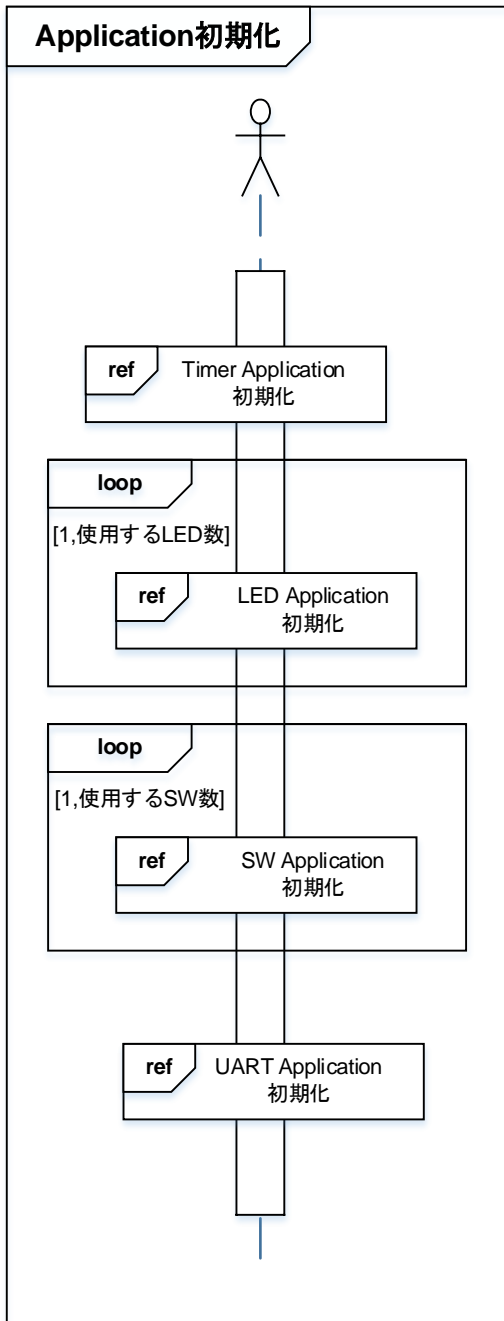 Application初期化
ref
Timer Application
初期化
loop
[1,使用するLED数]
ref
LED Application
初期化
loop
[1,使用するSW数]
ref
SW Application
初期化
ref
UART Application
初期化